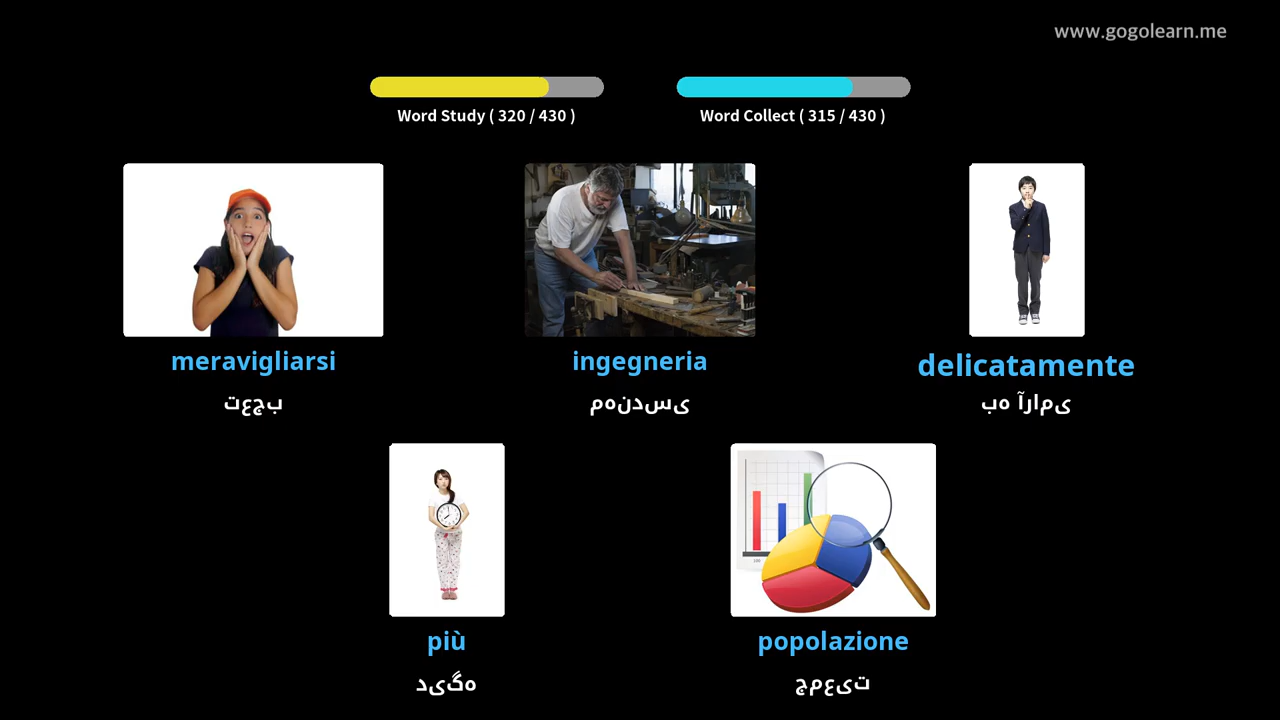 www.gogolearn.me
Word Study ( 320 / 430 )
Word Collect ( 315 / 430 )
meravigliarsi
تعجب
ingegneria
مهندسی
delicatamente
به آرامی
più
دیگه
popolazione
جمعیت